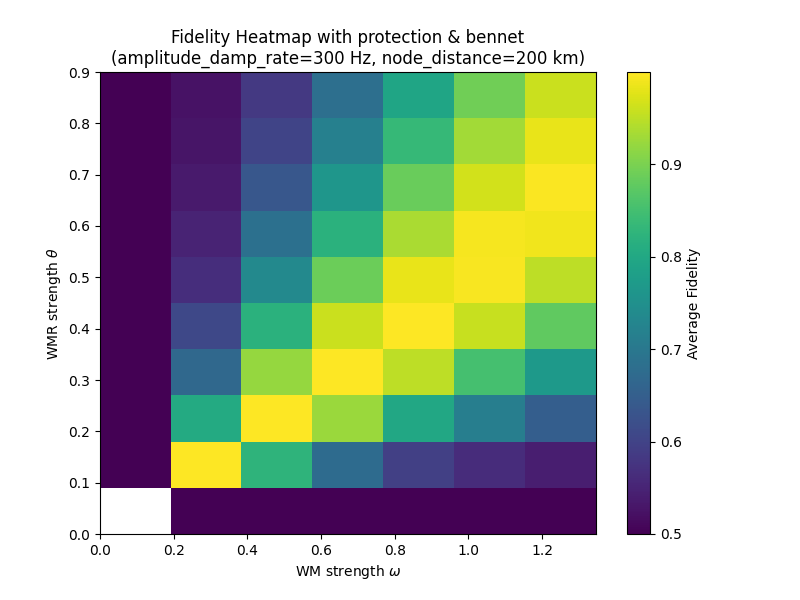 Fidelity Heatmap with protection & bennet
(amplitude_damp_rate=300 Hz, node_distance=200 km)
0.9
0.8
0.7
0.6
0.5
0.4
0.3
0.2
0.1
0.0
WMR strength θ
0.0 0.2 0.4 0.6 0.8 1.0 1.2
WM strength ω
0.9
0.8
0.7
0.6
0.5
Average Fidelity